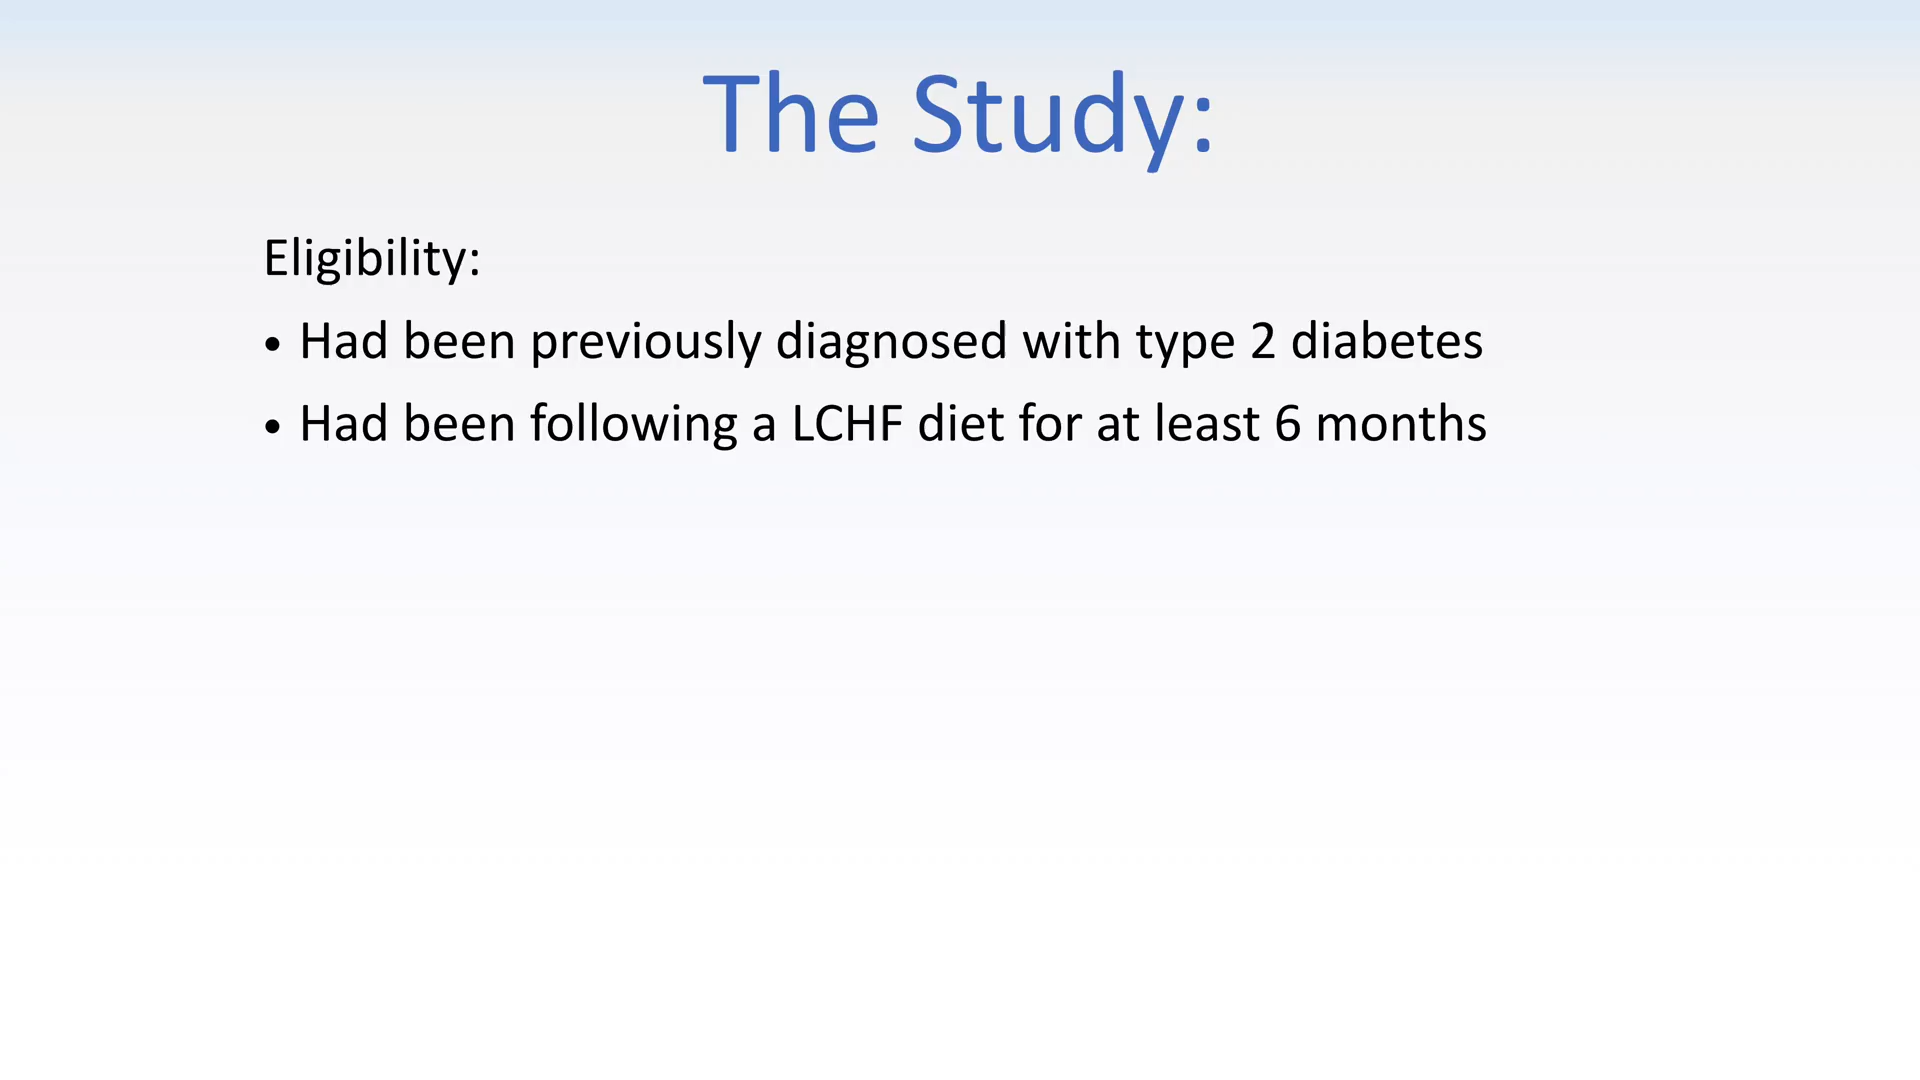 The Study:
Eligibility:
• Had been previously diagnosed with type 2 diabetes
• Had been following a LCHF diet for at least 6 months